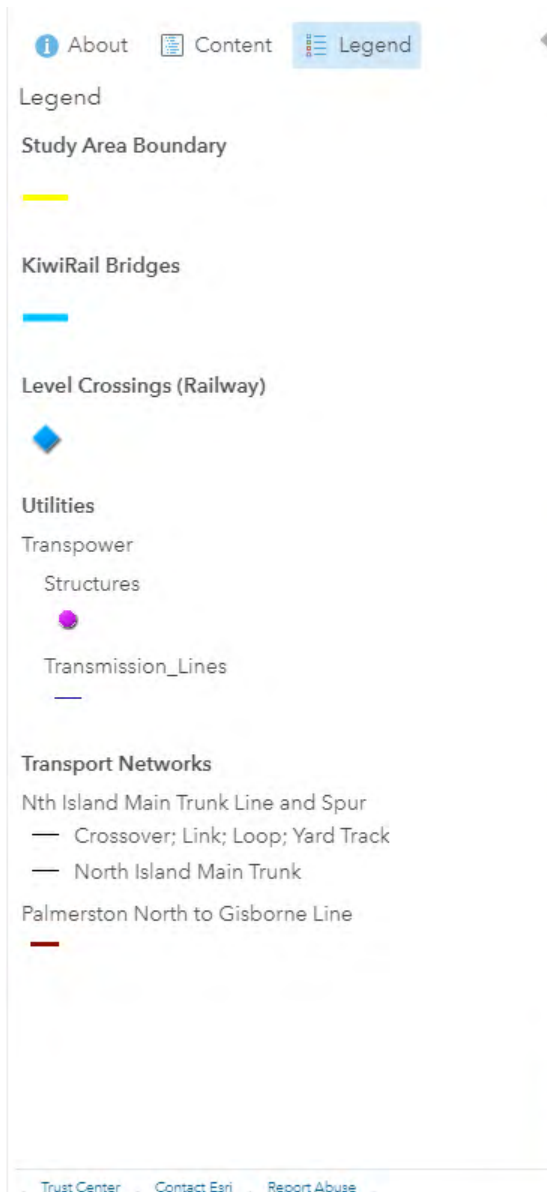 About Content Legend
Legend
Study Area Boundary
KiwiRail Bridges
Level Crossings (Railway)
Utilities
Transpower
Structures
Transmission_Lines
Transport Networks
Nth Island Main Trunk Line and Spur
Crossover; Link; Loop; Yard Track
North Island Main Trunk
Palmerston North to Gisborne Line
Trust Center . Contact Esri . Report Abuse .